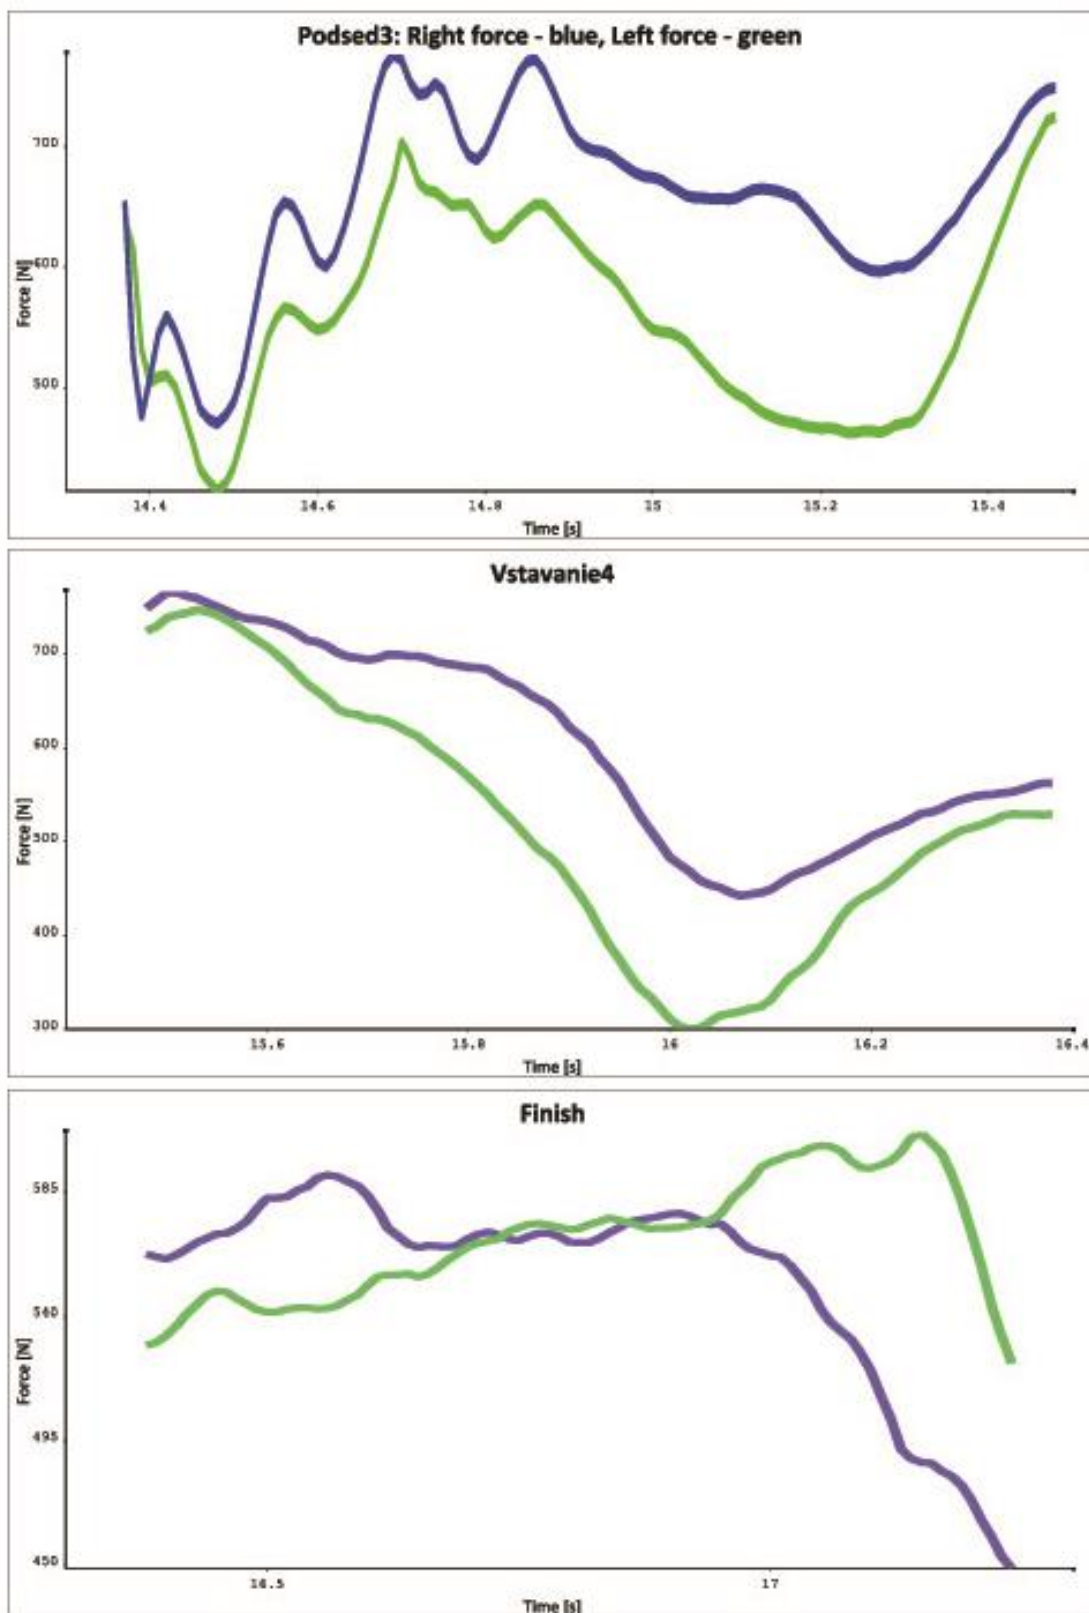 Podsed3: Right force - blue, Left force - green
700
600
500
Force [N]
14.4 14.6 14.8 15 15.2 15.4
Time [s]
Vstavanie4
700
600
500
400
300
Force [N]
15.6 15.8 16 16.2 16.4
Time [s]
Finish
585
540
495
450
Force [N]
16.5 17
Time [s]